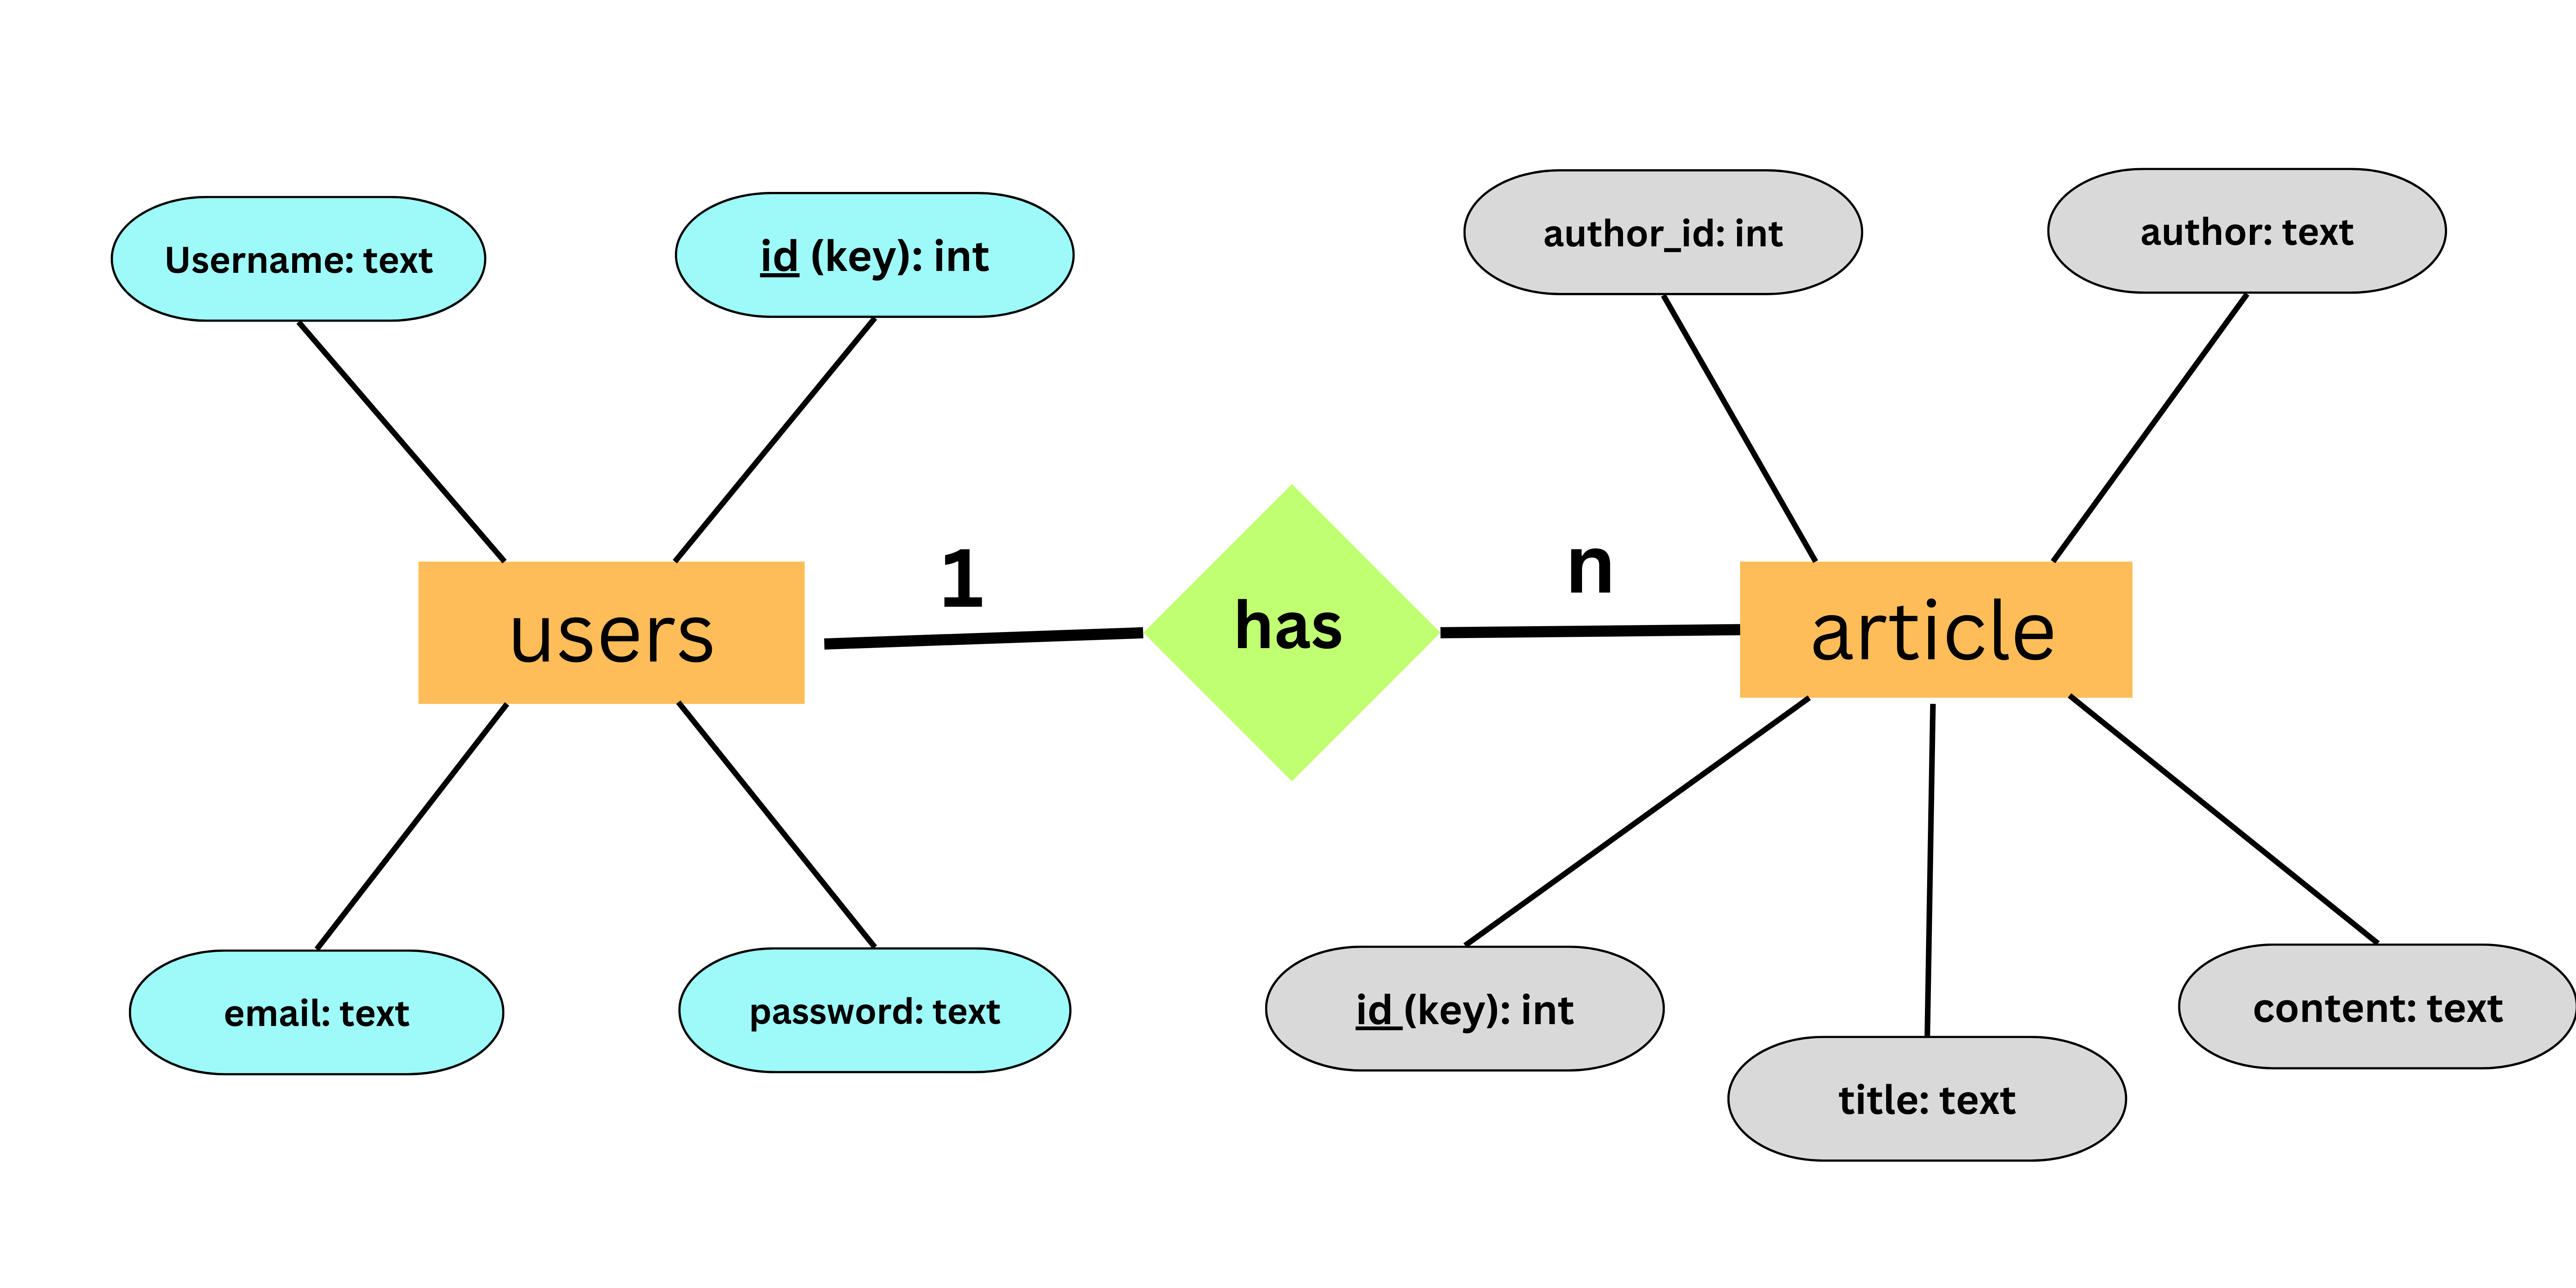 Username: text
id (key): int
author_id: int
author: text
users
1
has
n
article
email: text
password: text
id (key): int
title: text
content: text